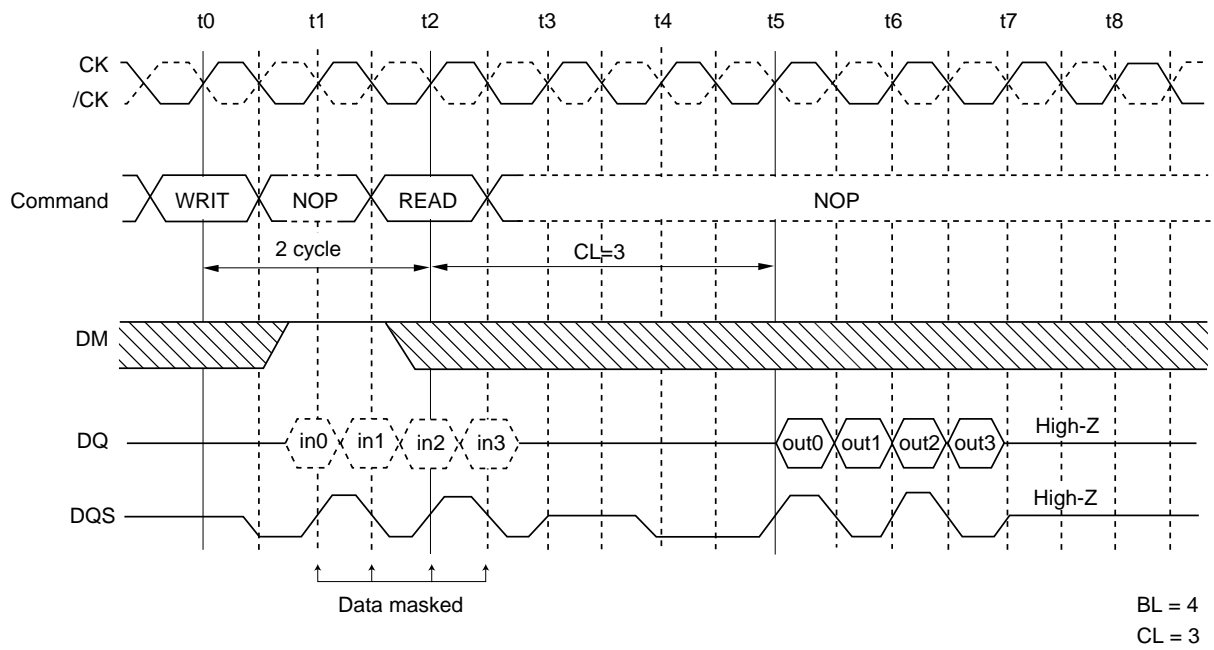 t0 t1 t2 t3 t4 t5 t6 t7 t8
CK
/CK
Command WRIT NOP READ NOP
2 cycle CL=3
DM
DQ in0 in1 in2 in3 out0 out1 out2 out3 High-Z
DQS High-Z
Data masked
BL = 4
CL = 3